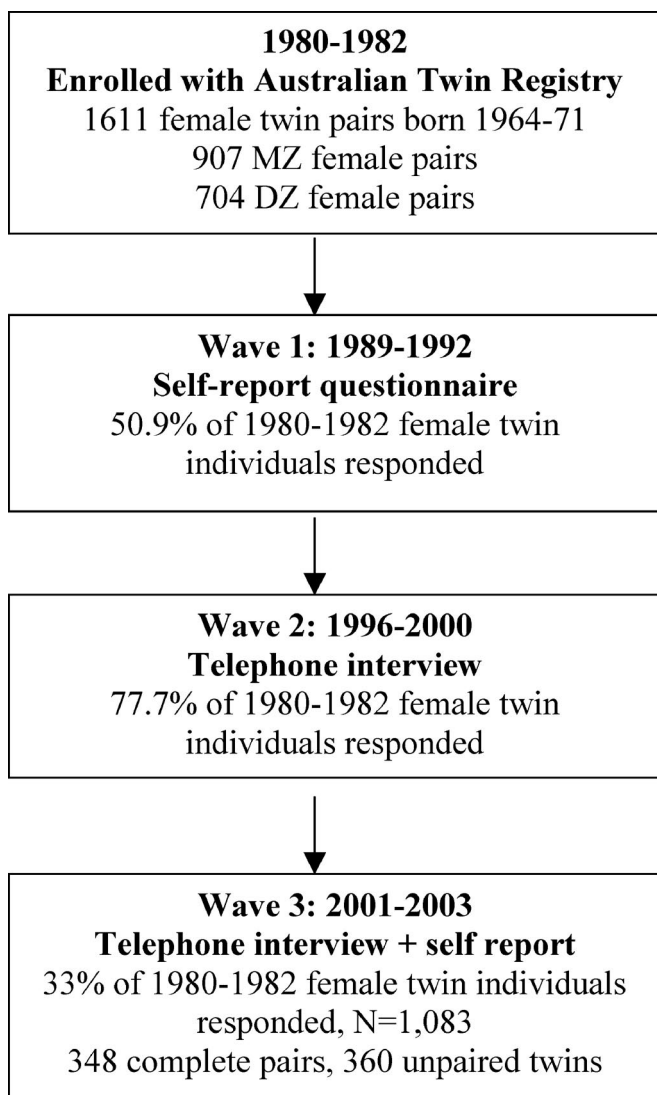 1980-1982
Enrolled with Australian Twin Registry
1611 female twin pairs born 1964-71
907 MZ female pairs
704 DZ female pairs
Wave 1: 1989-1992
Self-report questionnaire
50.9% of 1980-1982 female twin
individuals responded
Wave 2: 1996-2000
Telephone interview
77.7% of 1980-1982 female twin
individuals responded
Wave 3: 2001-2003
Telephone interview + self report
33% of 1980-1982 female twin individuals
responded, N=1,083
348 complete pairs, 360 unpaired twins